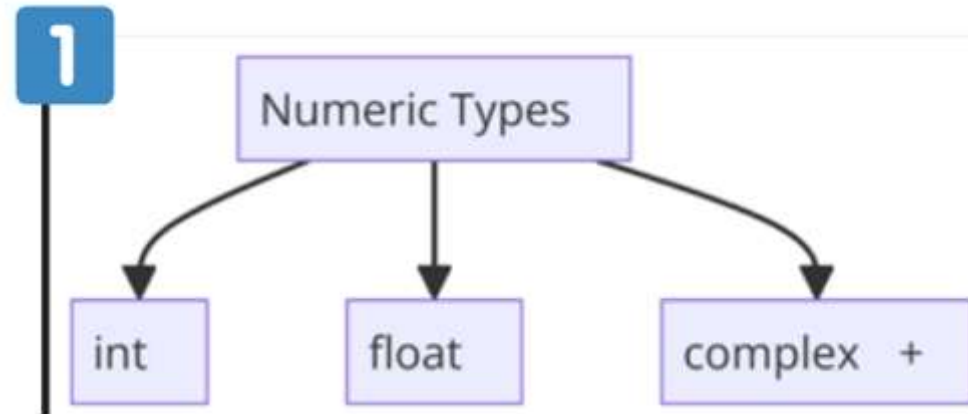 1
Numeric Types
int float complex +